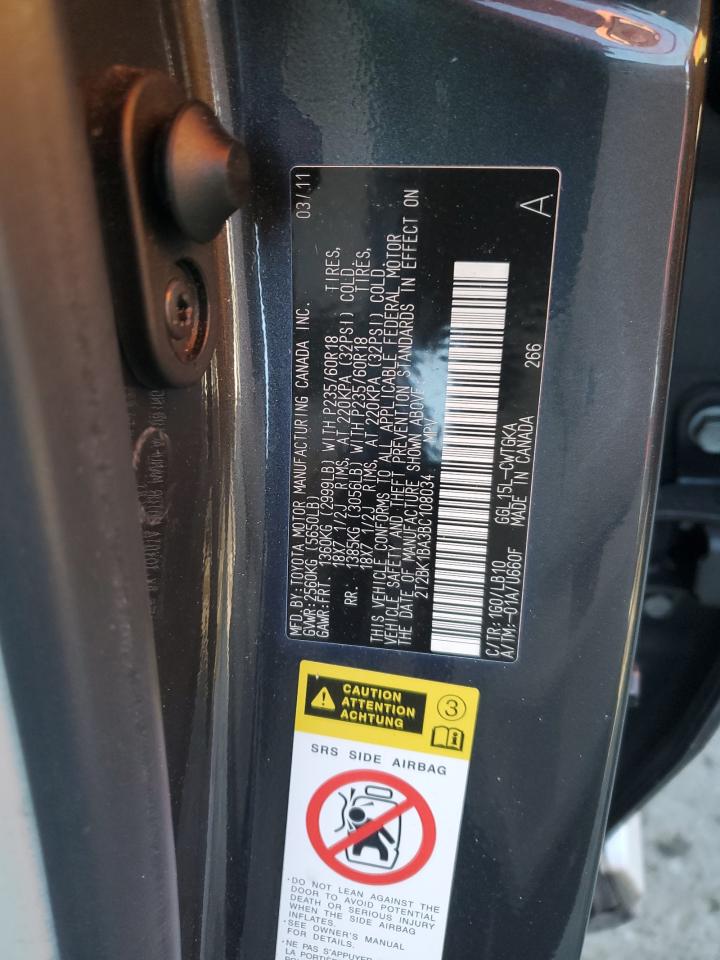 MFD.BY:TOYOTA MOTOR MANUFACTURING CANADA INC. 03/11
GVWR:2560KG (5650LB)
GAWR:FRT. 1360KG (2999LB) WITH P235/60R18 TIRES,
18X7 1/2J RIMS, AT 220KPA (32PSI) COLD.
RR. 1385KG (3056LB) WITH P235/60R18 TIRES,
18X7 1/2J RIMS, AT 220KPA (32PSI) COLD.
THIS VEHICLE CONFORMS TO ALL APPLICABLE FEDERAL MOTOR
VEHICLE SAFETY AND THEFT PREVENTION STANDARDS IN EFFECT ON
THE DATE OF MANUFACTURE SHOWN ABOVE.
2T2BK1BA3BC108034 MPV
C/TR:1G0/LB10 GGL15L-CWTGKA
A/TM:-01A/U660F MADE IN CANADA 266
A
CAUTION
ATTENTION
ACHTUNG
3
SRS SIDE AIRBAG
·DO NOT LEAN AGAINST THE
DOOR TO AVOID POTENTIAL
DEATH OR SERIOUS INJURY
WHEN THE SIDE AIRBAG
INFLATES.
·SEE OWNER'S MANUAL
FOR DETAILS.
·NE PAS S'APPUYER
LA PORTIÈRE